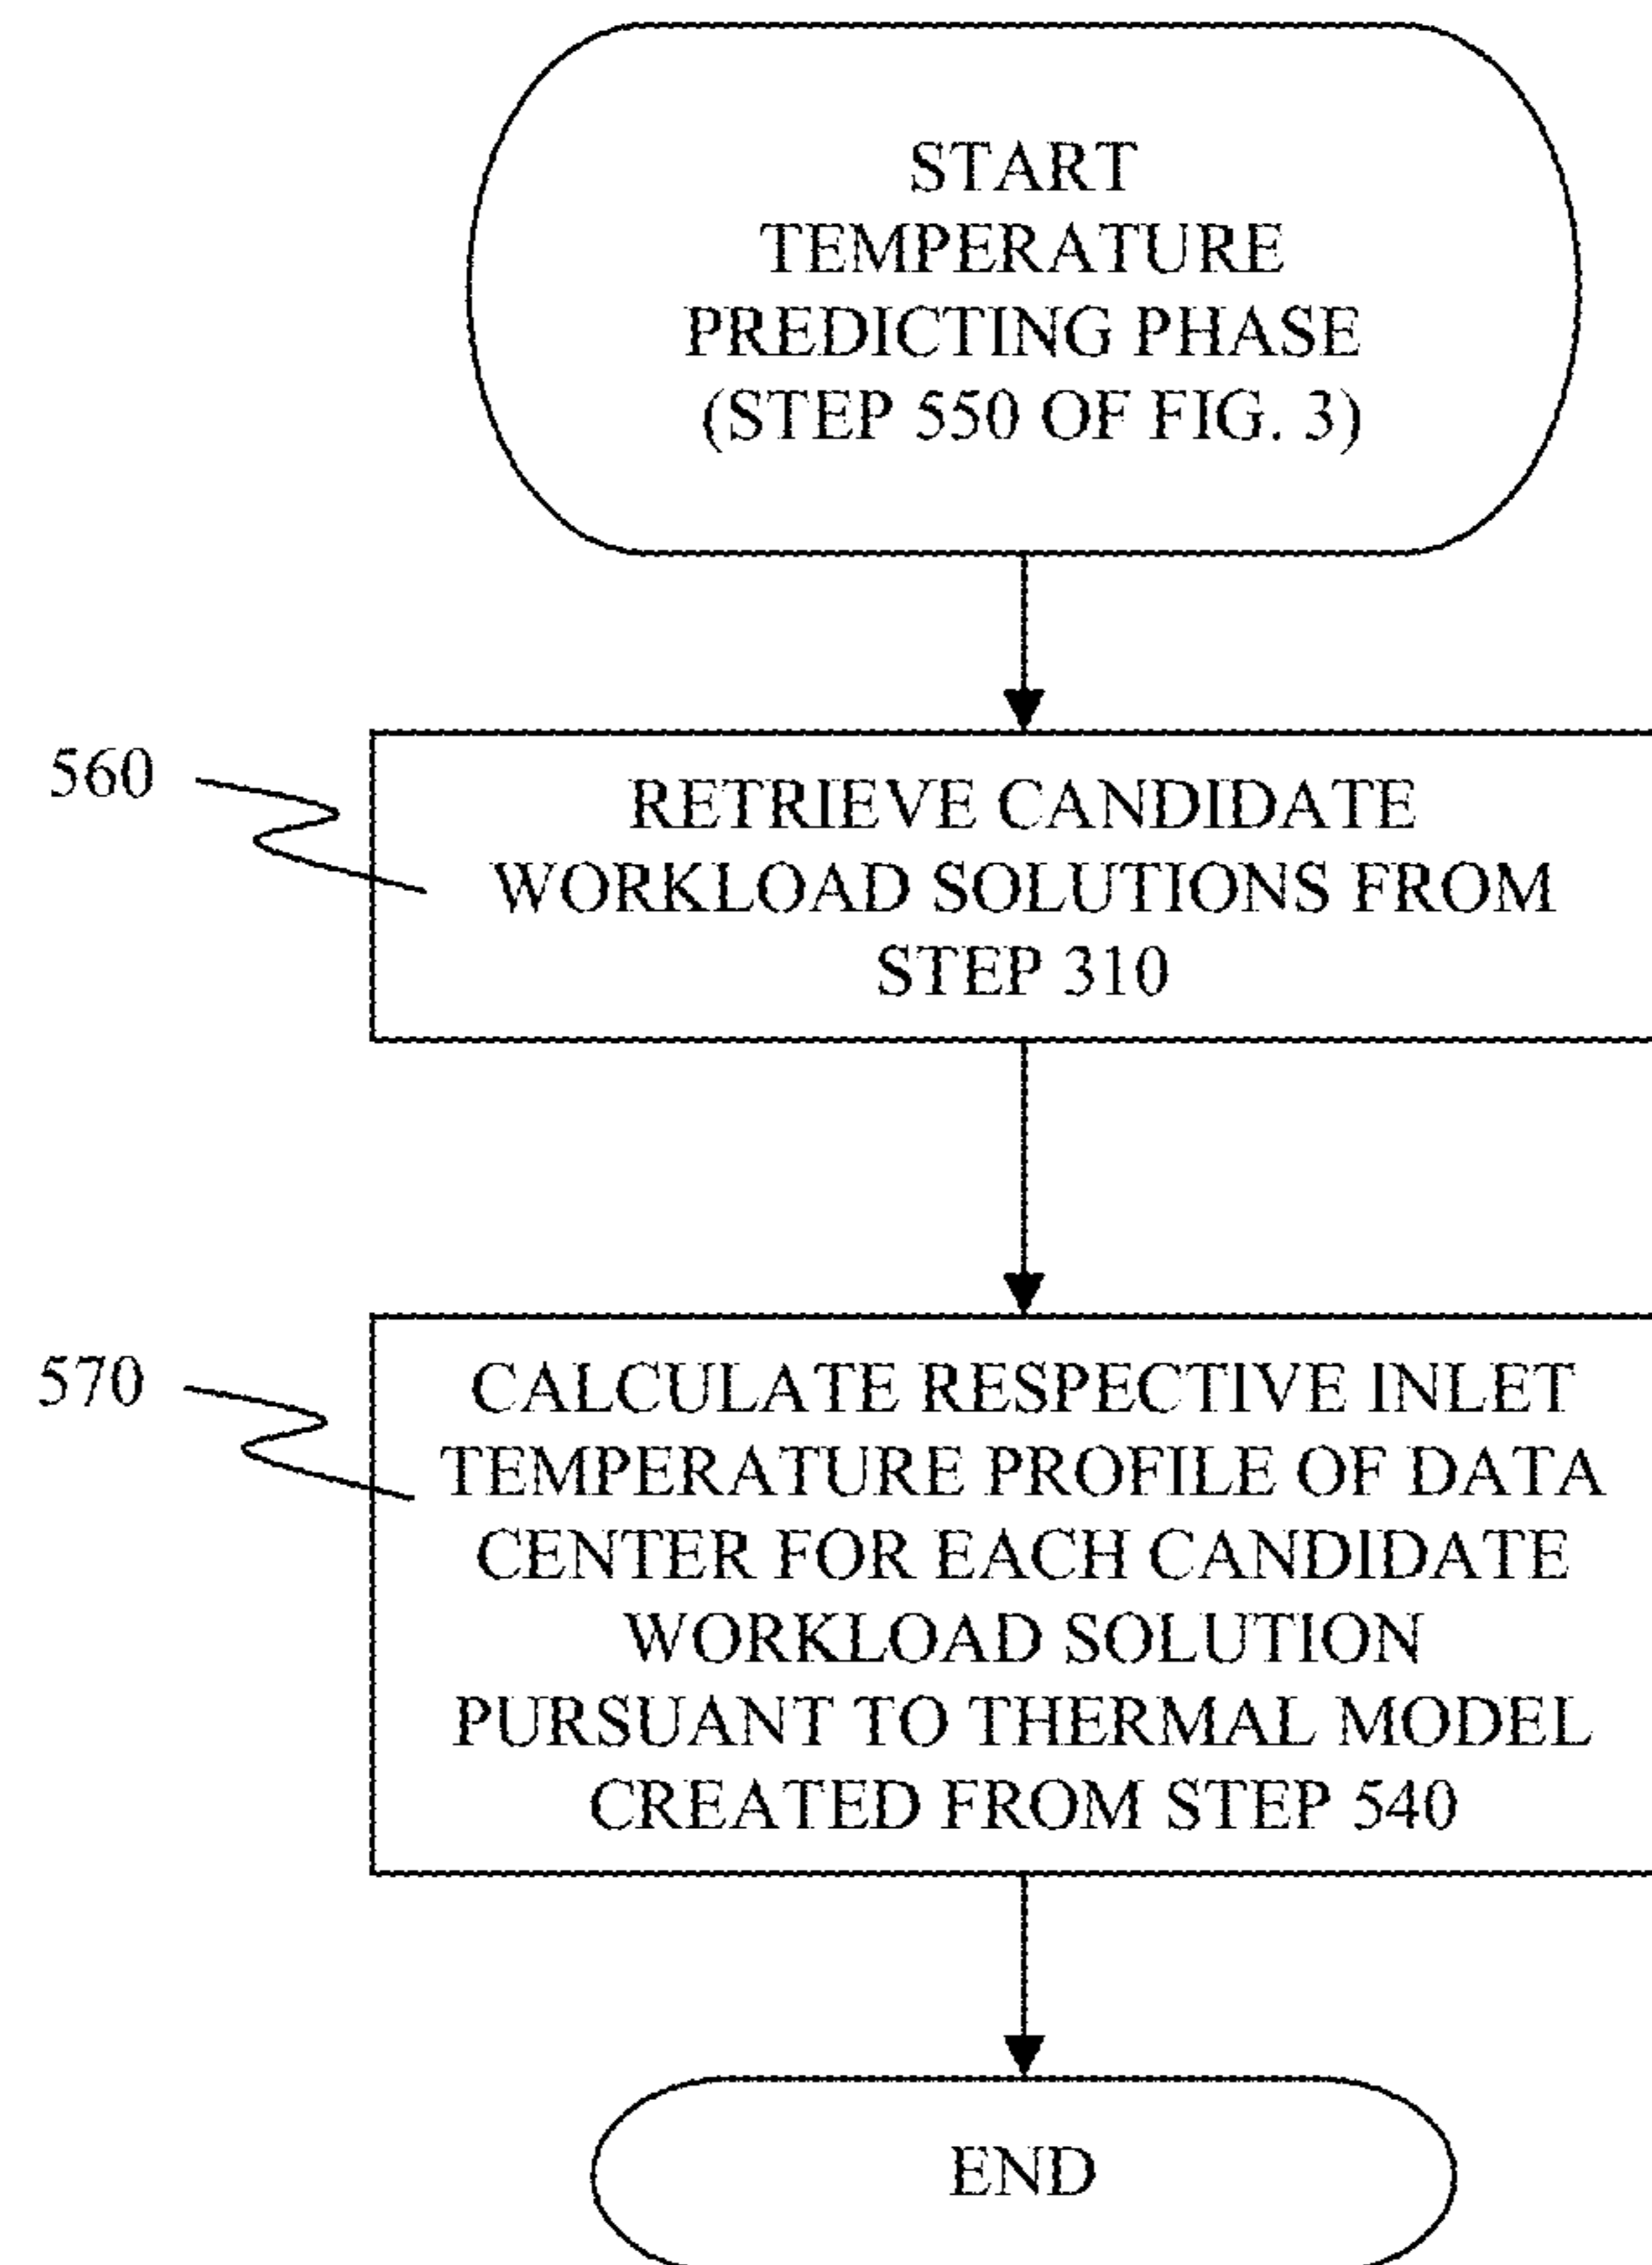 START
TEMPERATURE
PREDICTING PHASE
(STEP 550 OF FIG. 3)
560
RETRIEVE CANDIDATE
WORKLOAD SOLUTIONS FROM
STEP 310
570
CALCULATE RESPECTIVE INLET
TEMPERATURE PROFILE OF DATA
CENTER FOR EACH CANDIDATE
WORKLOAD SOLUTION
PURSUANT TO THERMAL MODEL
CREATED FROM STEP 540
END